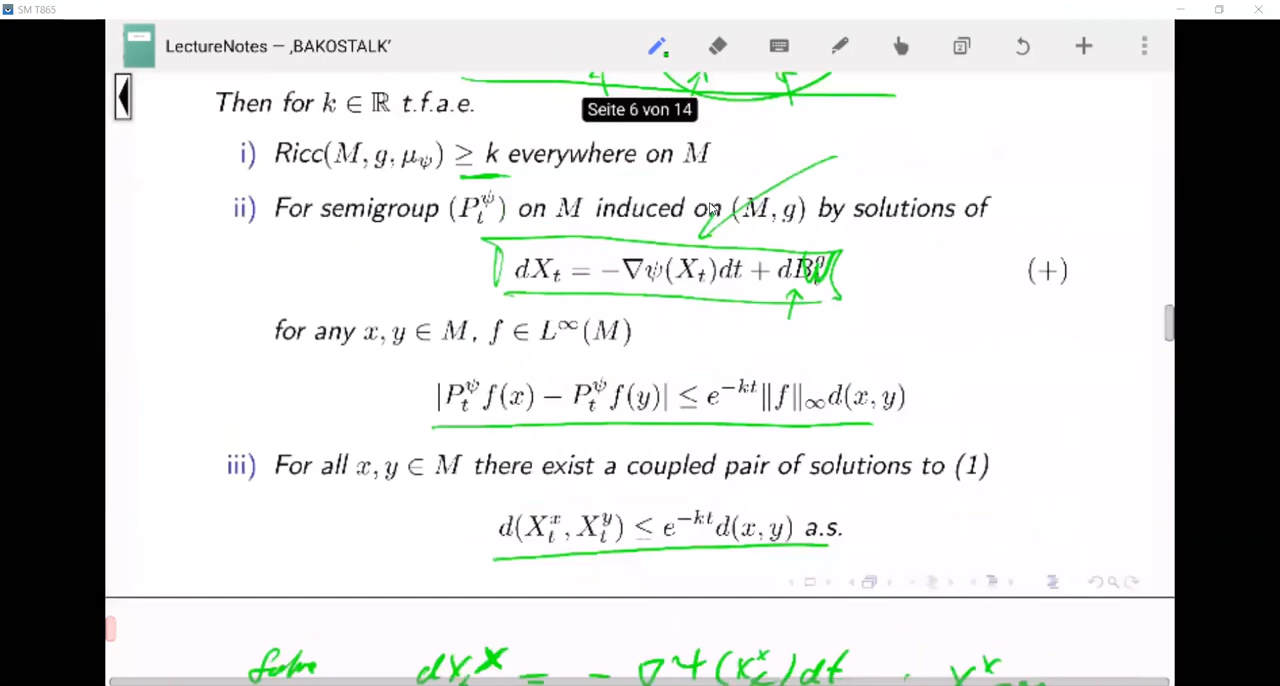 SM T865
LectureNotes – ‚BAKOSTALK'
Then for k ∈ ℝ t.f.a.e.
Seite 6 von 14
i) Ricc(M, g, μ_ψ) ≥ k everywhere on M
ii) For semigroup (P_t^ψ) on M induced on (M, g) by solutions of
dX_t = −∇ψ(X_t)dt + dB_t^g (+)
for any x, y ∈ M, f ∈ L^∞(M)
|P_t^ψ f(x) − P_t^ψ f(y)| ≤ e^{−kt}‖f‖_∞ d(x, y)
iii) For all x, y ∈ M there exist a coupled pair of solutions to (1)
d(X_t^x, X_t^y) ≤ e^{−kt} d(x, y) a.s.
dX_t^x = − ∇Ψ(X_t^x)dt